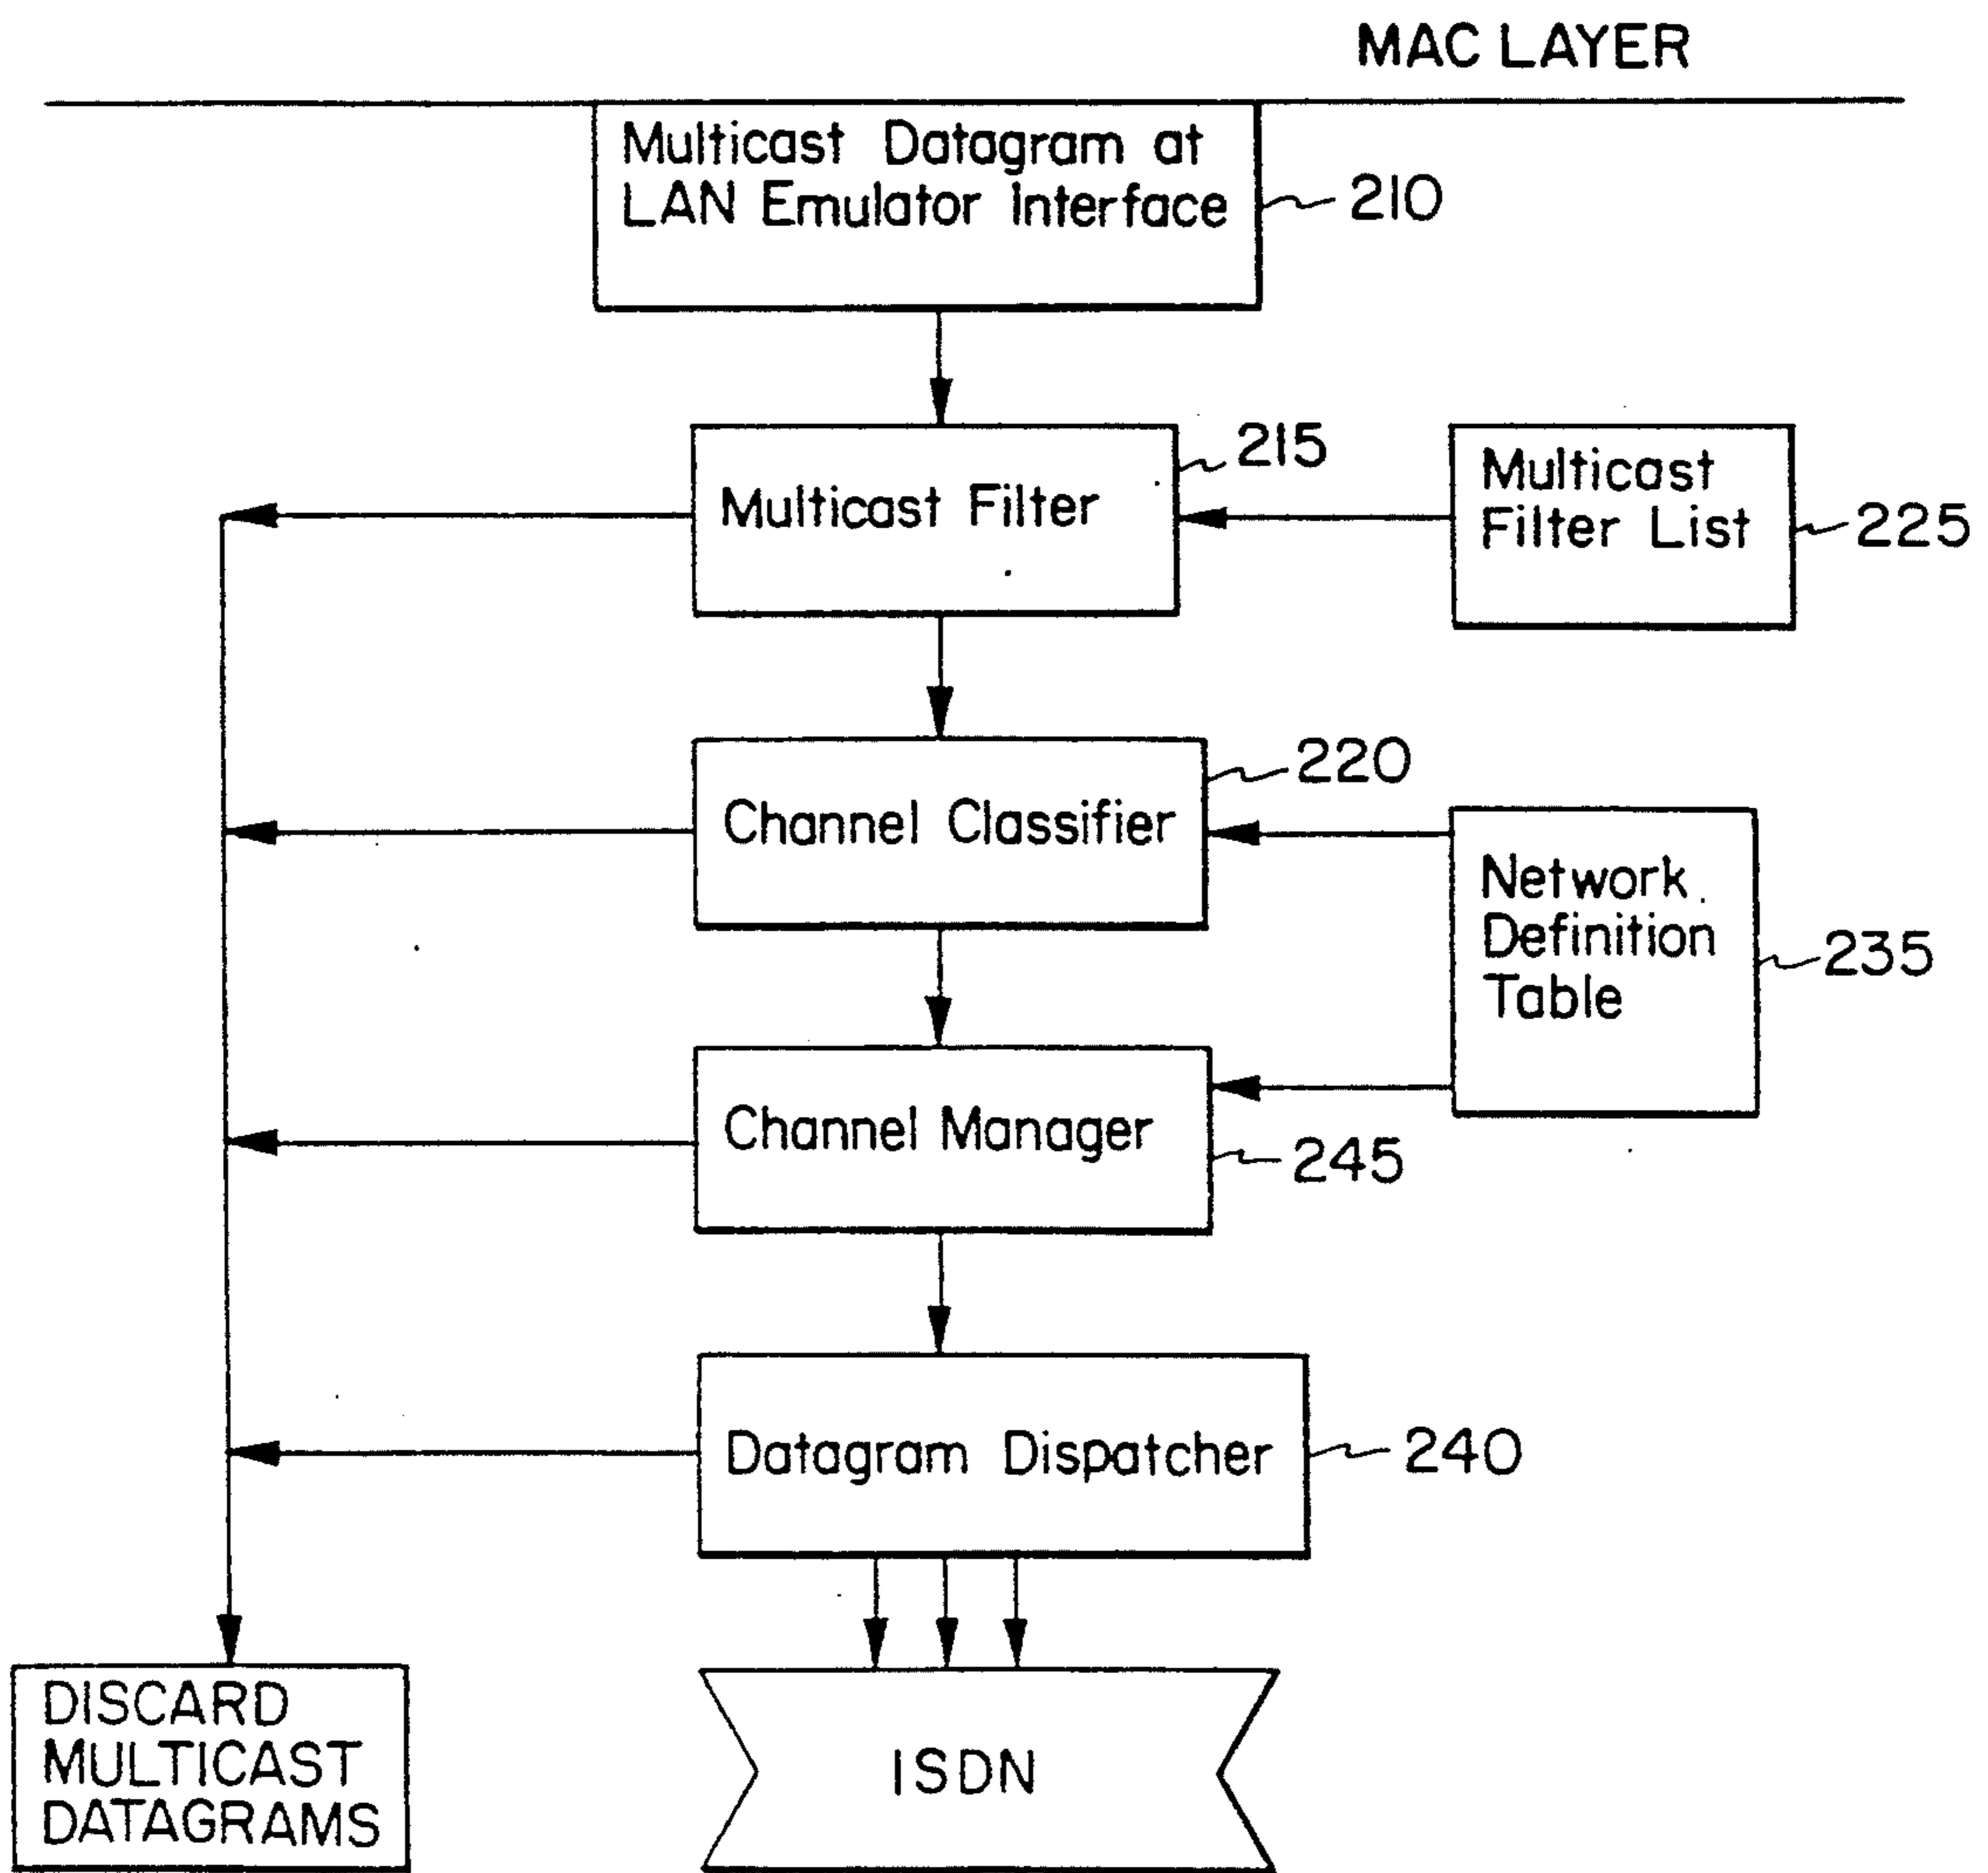 MAC LAYER
Multicast Datagram at
LAN Emulator Interface
210
Multicast Filter
215
Multicast
Filter List
225
Channel Classifier
220
Network
Definition
Table
235
Channel Manager
245
Datagram Dispatcher
240
DISCARD
MULTICAST
DATAGRAMS
ISDN